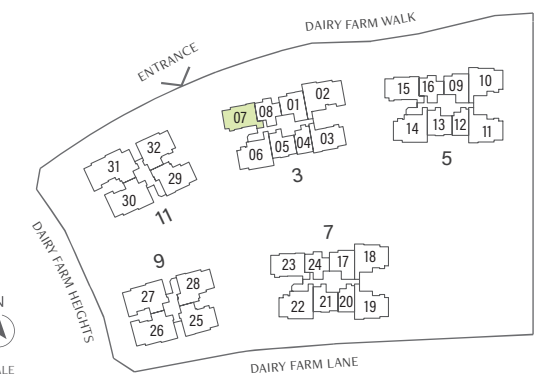 DAIRY FARM WALK
ENTRANCE
02
10
07 08 01
15 16 09
06 05 04 03
14 13 12 11
3
5
31 32
30 29
11
7
9
23 24 17 18
27 28
22 21 20 19
26 25
DAIRY FARM HEIGHTS
N
DAIRY FARM LANE